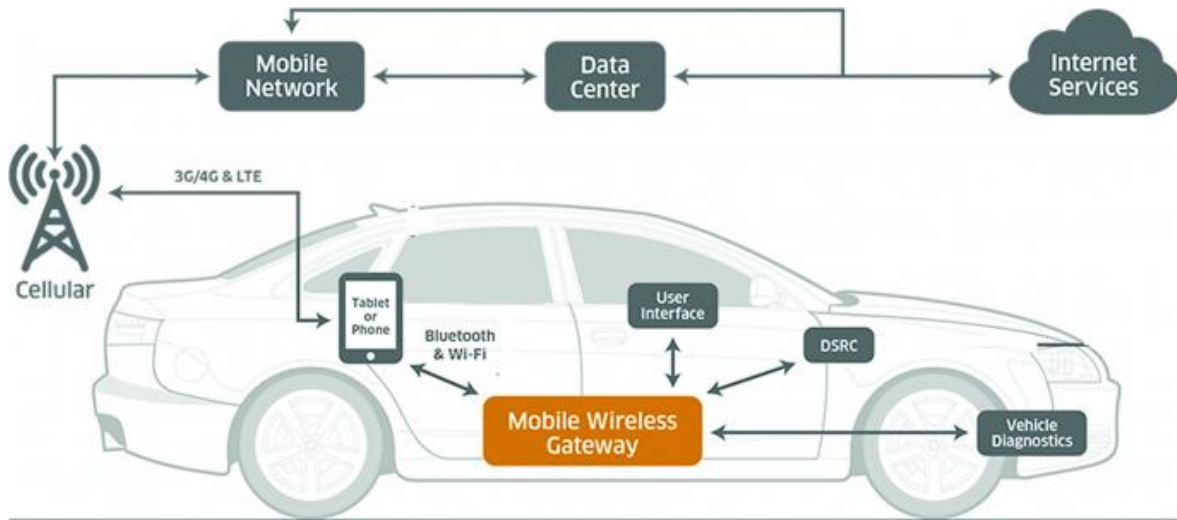 Mobile
Network
Data
Center
Internet
Services
3G/4G & LTE
Cellular
Tablet
or
Phone
Bluetooth
& Wi-Fi
User
Interface
DSRC
Mobile Wireless
Gateway
Vehicle
Diagnostics